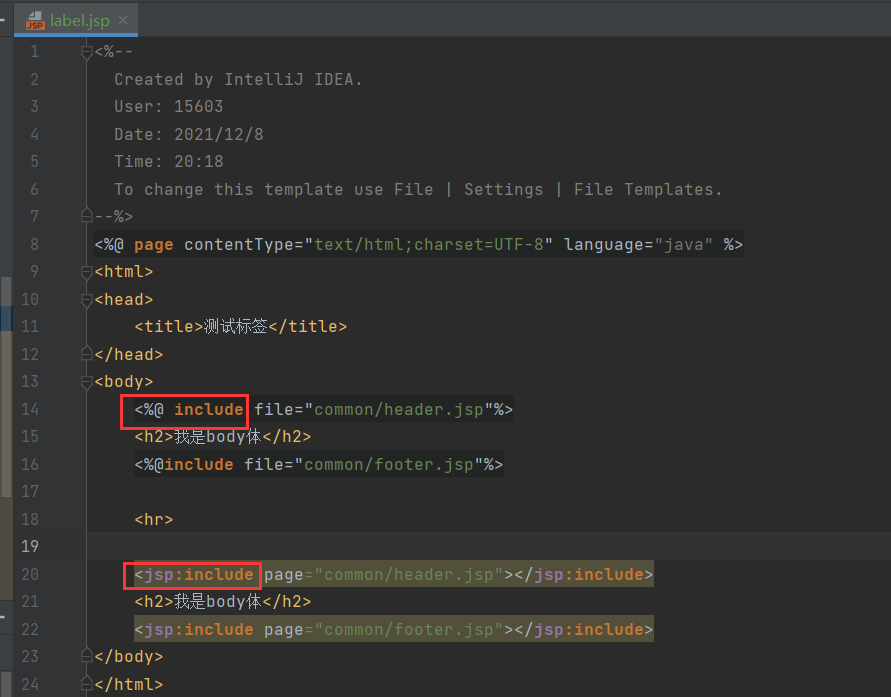 label.jsp
1 <%--
2 Created by IntelliJ IDEA.
3 User: 15603
4 Date: 2021/12/8
5 Time: 20:18
6 To change this template use File | Settings | File Templates.
7 --%>
8 <%@ page contentType="text/html;charset=UTF-8" language="java" %>
9 <html>
10 <head>
11 <title>测试标签</title>
12 </head>
13 <body>
14 <%@ include file="common/header.jsp"%>
15 <h2>我是body体</h2>
16 <%@include file="common/footer.jsp"%>
17
18 <hr>
19
20 <jsp:include page="common/header.jsp"></jsp:include>
21 <h2>我是body体</h2>
22 <jsp:include page="common/footer.jsp"></jsp:include>
23 </body>
24 </html>